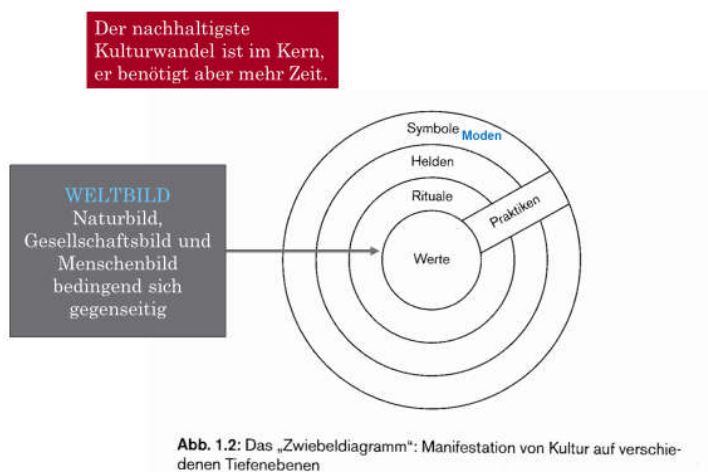 Der nachhaltigste
Kulturwandel ist im Kern,
er benötigt aber mehr Zeit.
WELTBILD
Naturbild,
Gesellschaftsbild und
Menschenbild
bedingend sich
gegenseitig
Symbole Moden
Helden
Rituale
Praktiken
Werte
Abb. 1.2: Das „Zwiebeldiagramm“: Manifestation von Kultur auf verschie-
denen Tiefenebenen